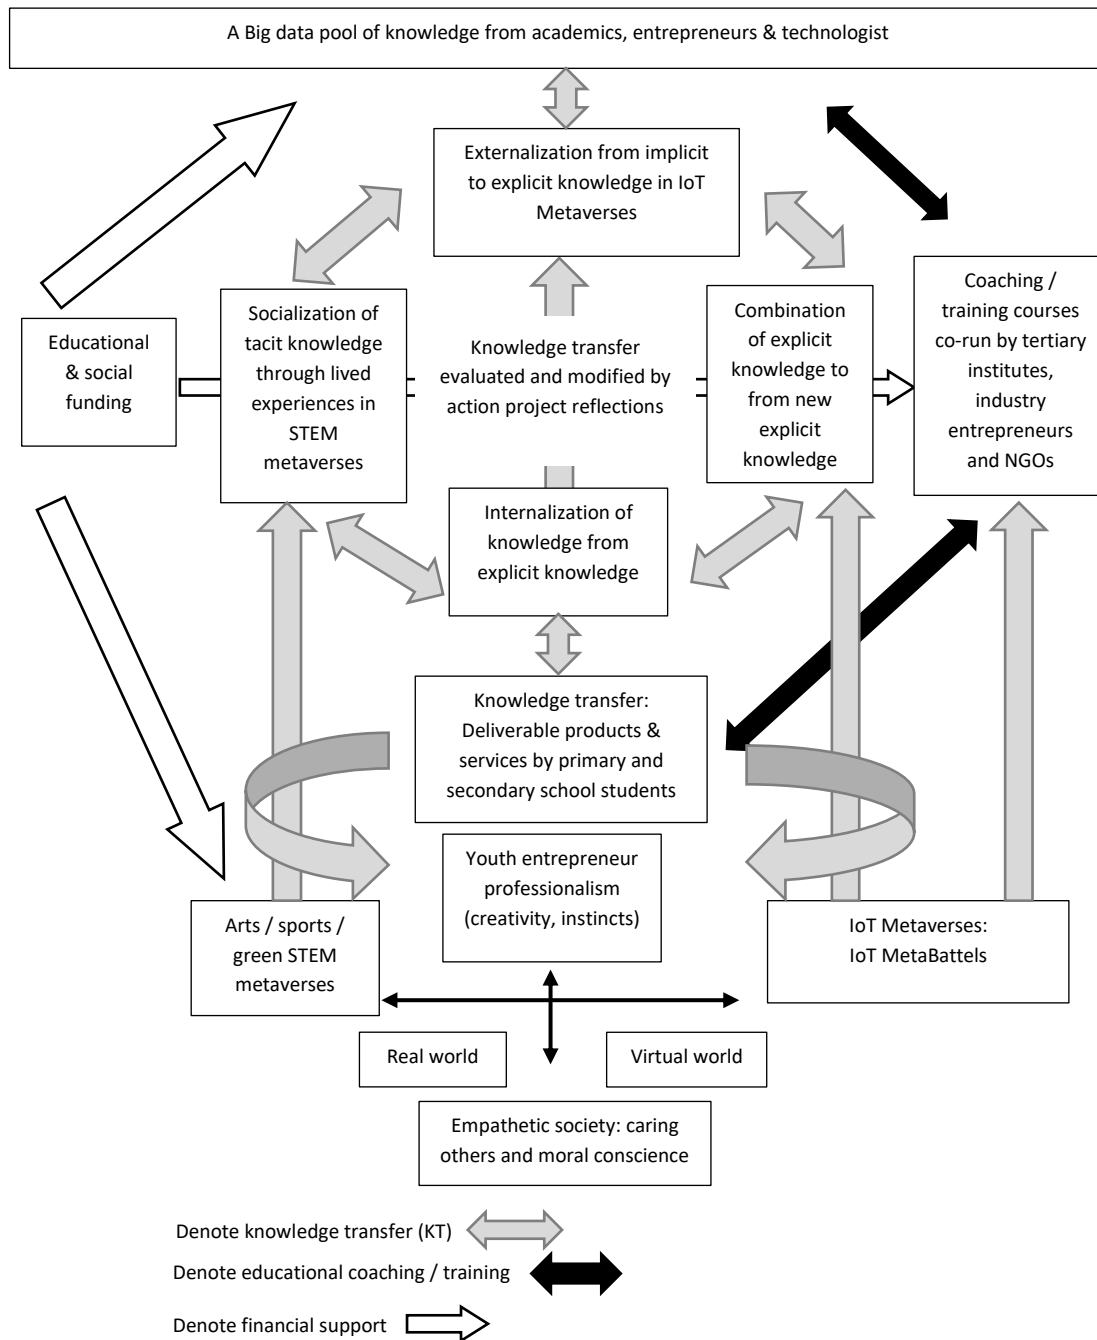 A Big data pool of knowledge from academics, entrepreneurs & technologist
Externalization from implicit
to explicit knowledge in IoT
Metaverses
Educational
& social
funding
Socialization of
tacit knowledge
through lived
experiences in
STEM
metaverses
Knowledge transfer
evaluated and modified by
action project reflections
Combination
of explicit
knowledge to
from new
explicit
knowledge
Coaching /
training courses
co-run by tertiary
institutes,
industry
entrepreneurs
and NGOs
Internalization of
knowledge from
explicit knowledge
Knowledge transfer:
Deliverable products &
services by primary and
secondary school students
Youth entrepreneur
professionalism
(creativity, instincts)
Arts / sports /
green STEM
metaverses
IoT Metaverses:
IoT MetaBattels
Real world
Virtual world
Empathetic society: caring
others and moral conscience
Denote knowledge transfer (KT)
Denote educational coaching / training
Denote financial support